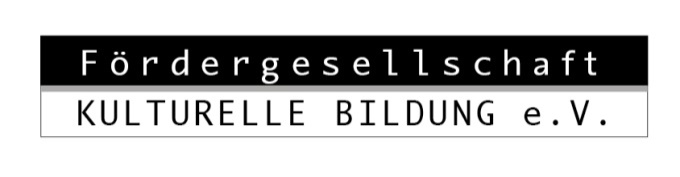 Fördergesellschaft
KULTURELLE BILDUNG e.V.